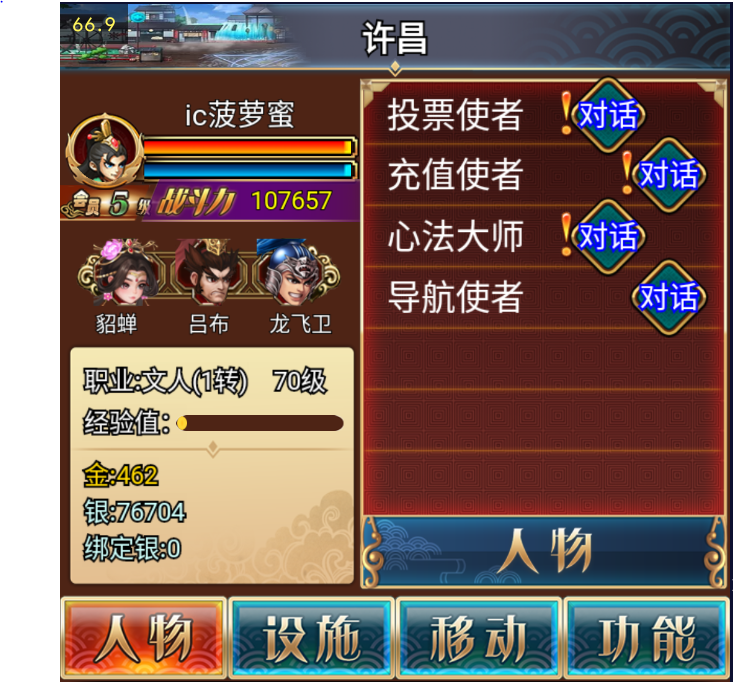 66.9
许昌
ic菠萝蜜
会员5级 战斗力 107657
貂蝉 吕布 龙飞卫
职业:文人(1转) 70级
经验值:
金:462
银:76704
绑定银:0
投票使者 ! 对话
充值使者 ! 对话
心法大师 ! 对话
导航使者 对话
人物
人物 设施 移动 功能